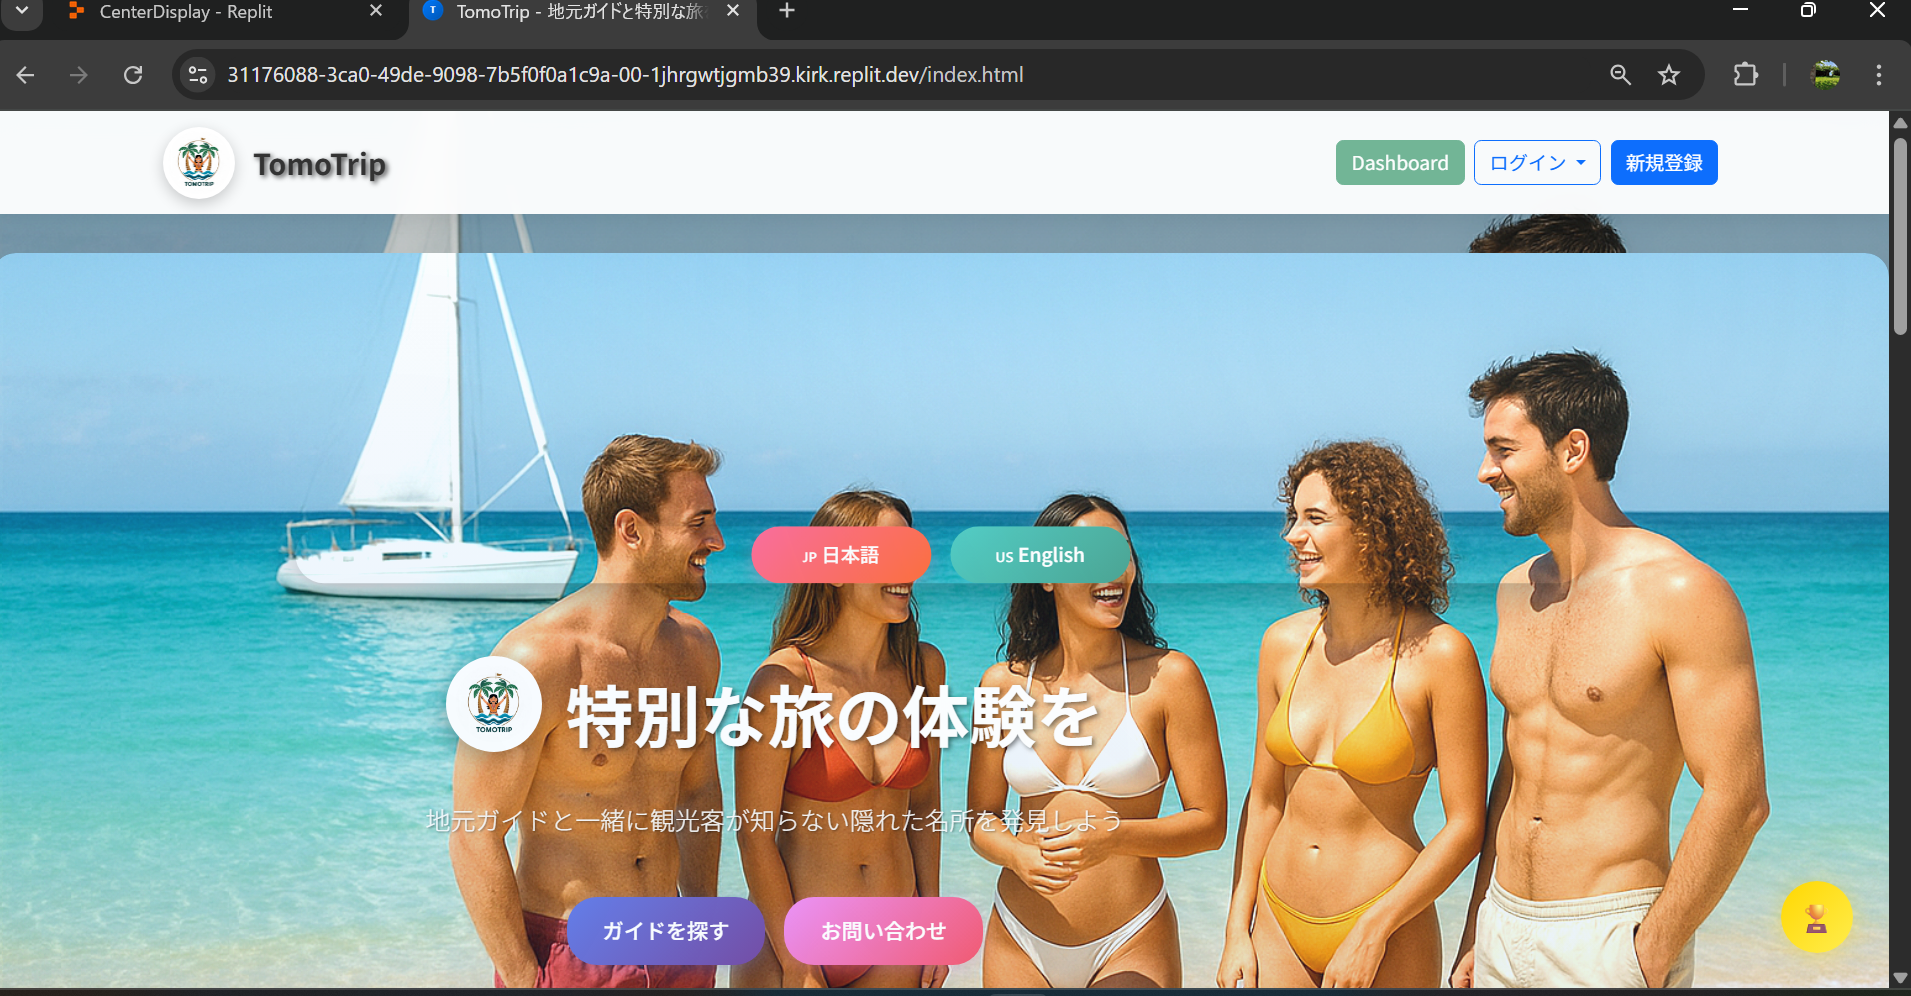 CenterDisplay - Replit
TomoTrip - 地元ガイドと特別な旅
31176088-3ca0-49de-9098-7b5f0f0a1c9a-00-1jhrgwtjgmb39.kirk.replit.dev/index.html
TOMOTRIP
TomoTrip
Dashboard
ログイン
新規登録
JP 日本語
US English
TOMOTRIP
特別な旅の体験を
地元ガイドと一緒に観光客が知らない隠れた名所を発見しよう
ガイドを探す
お問い合わせ